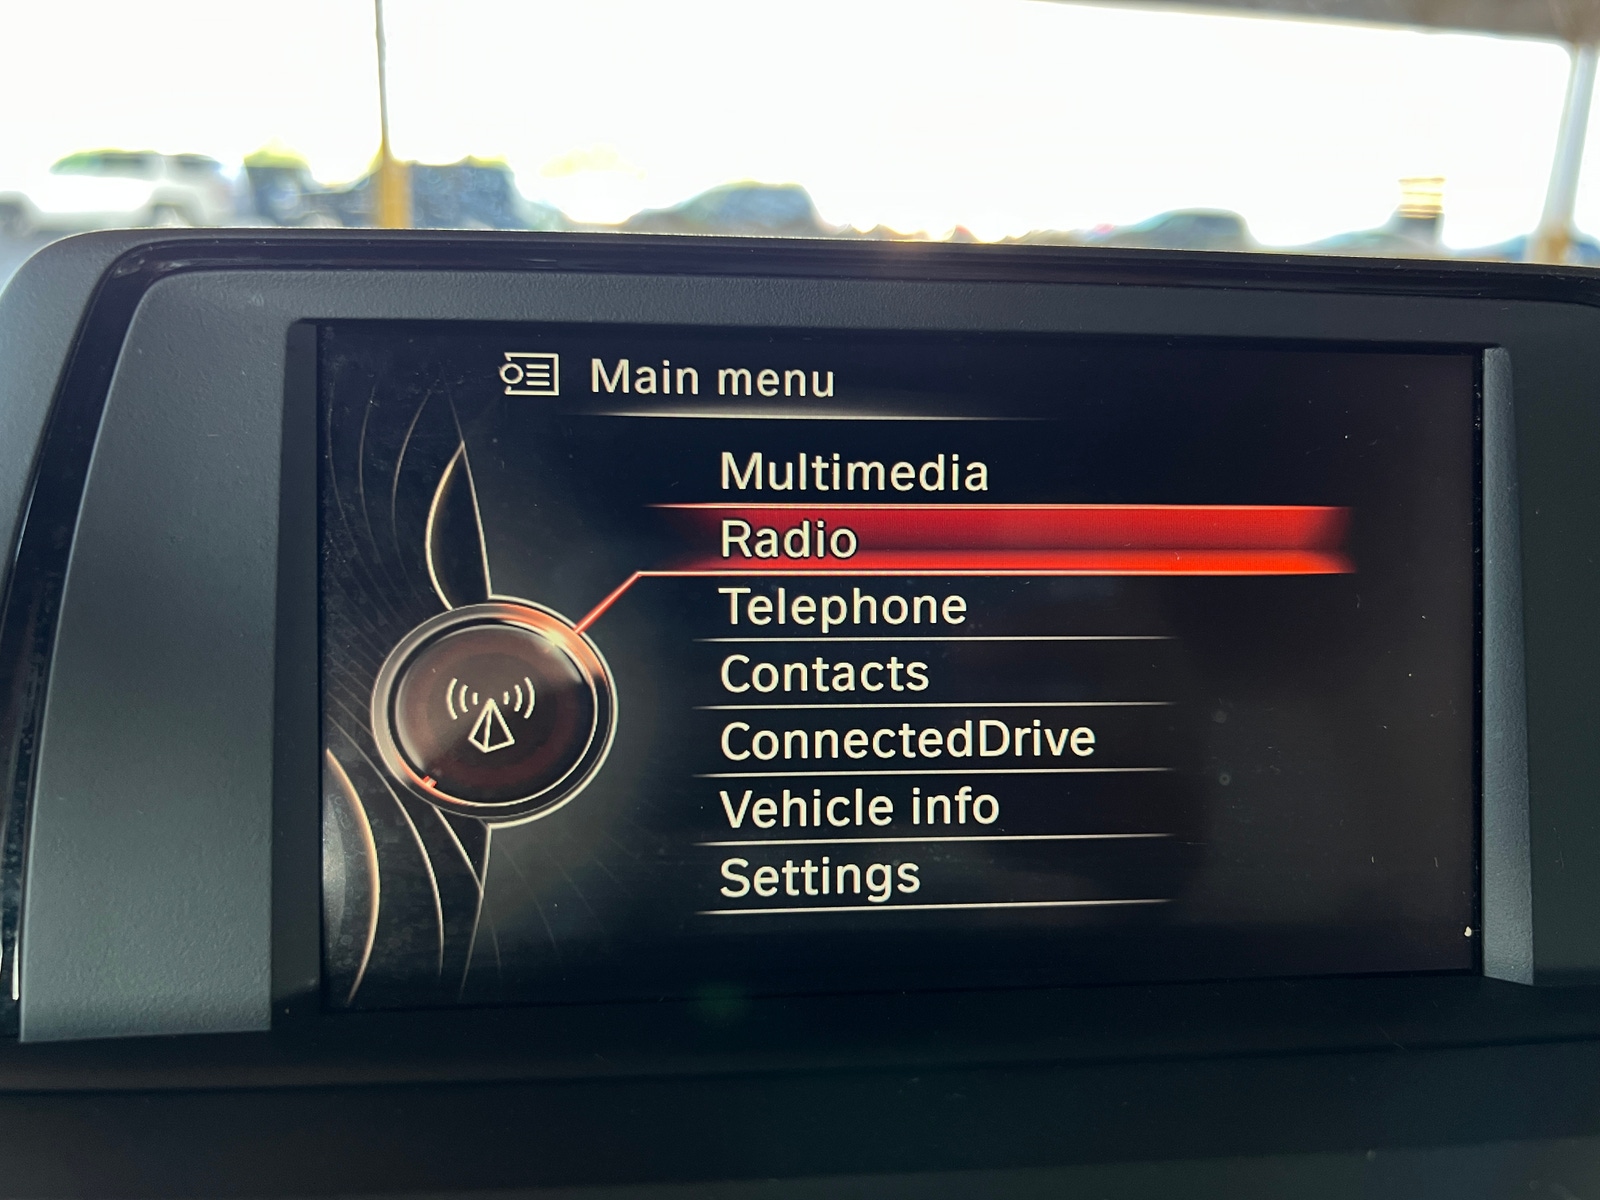 Main menu
Multimedia
Radio
Telephone
Contacts
ConnectedDrive
Vehicle info
Settings